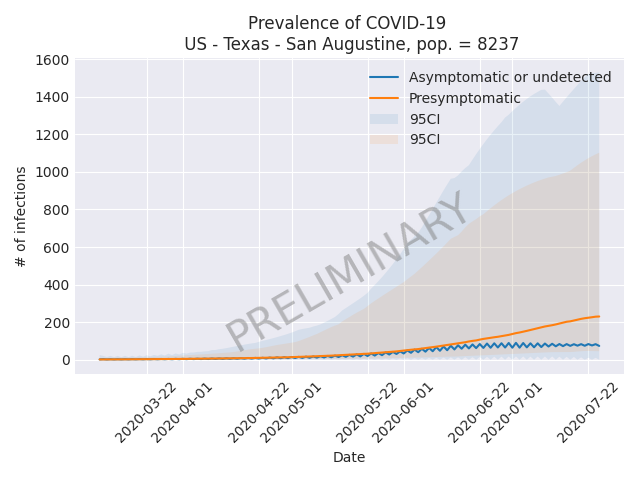 Prevalence of COVID-19
US - Texas - San Augustine, pop. = 8237
Asymptomatic or undetected
Presymptomatic
95CI
95CI
1600
1400
1200
1000
800
600
400
200
0
# of infections
PRELIMINARY
2020-03-22
2020-04-01
2020-04-22
2020-05-01
2020-05-22
2020-06-01
2020-06-22
2020-07-01
2020-07-22
Date